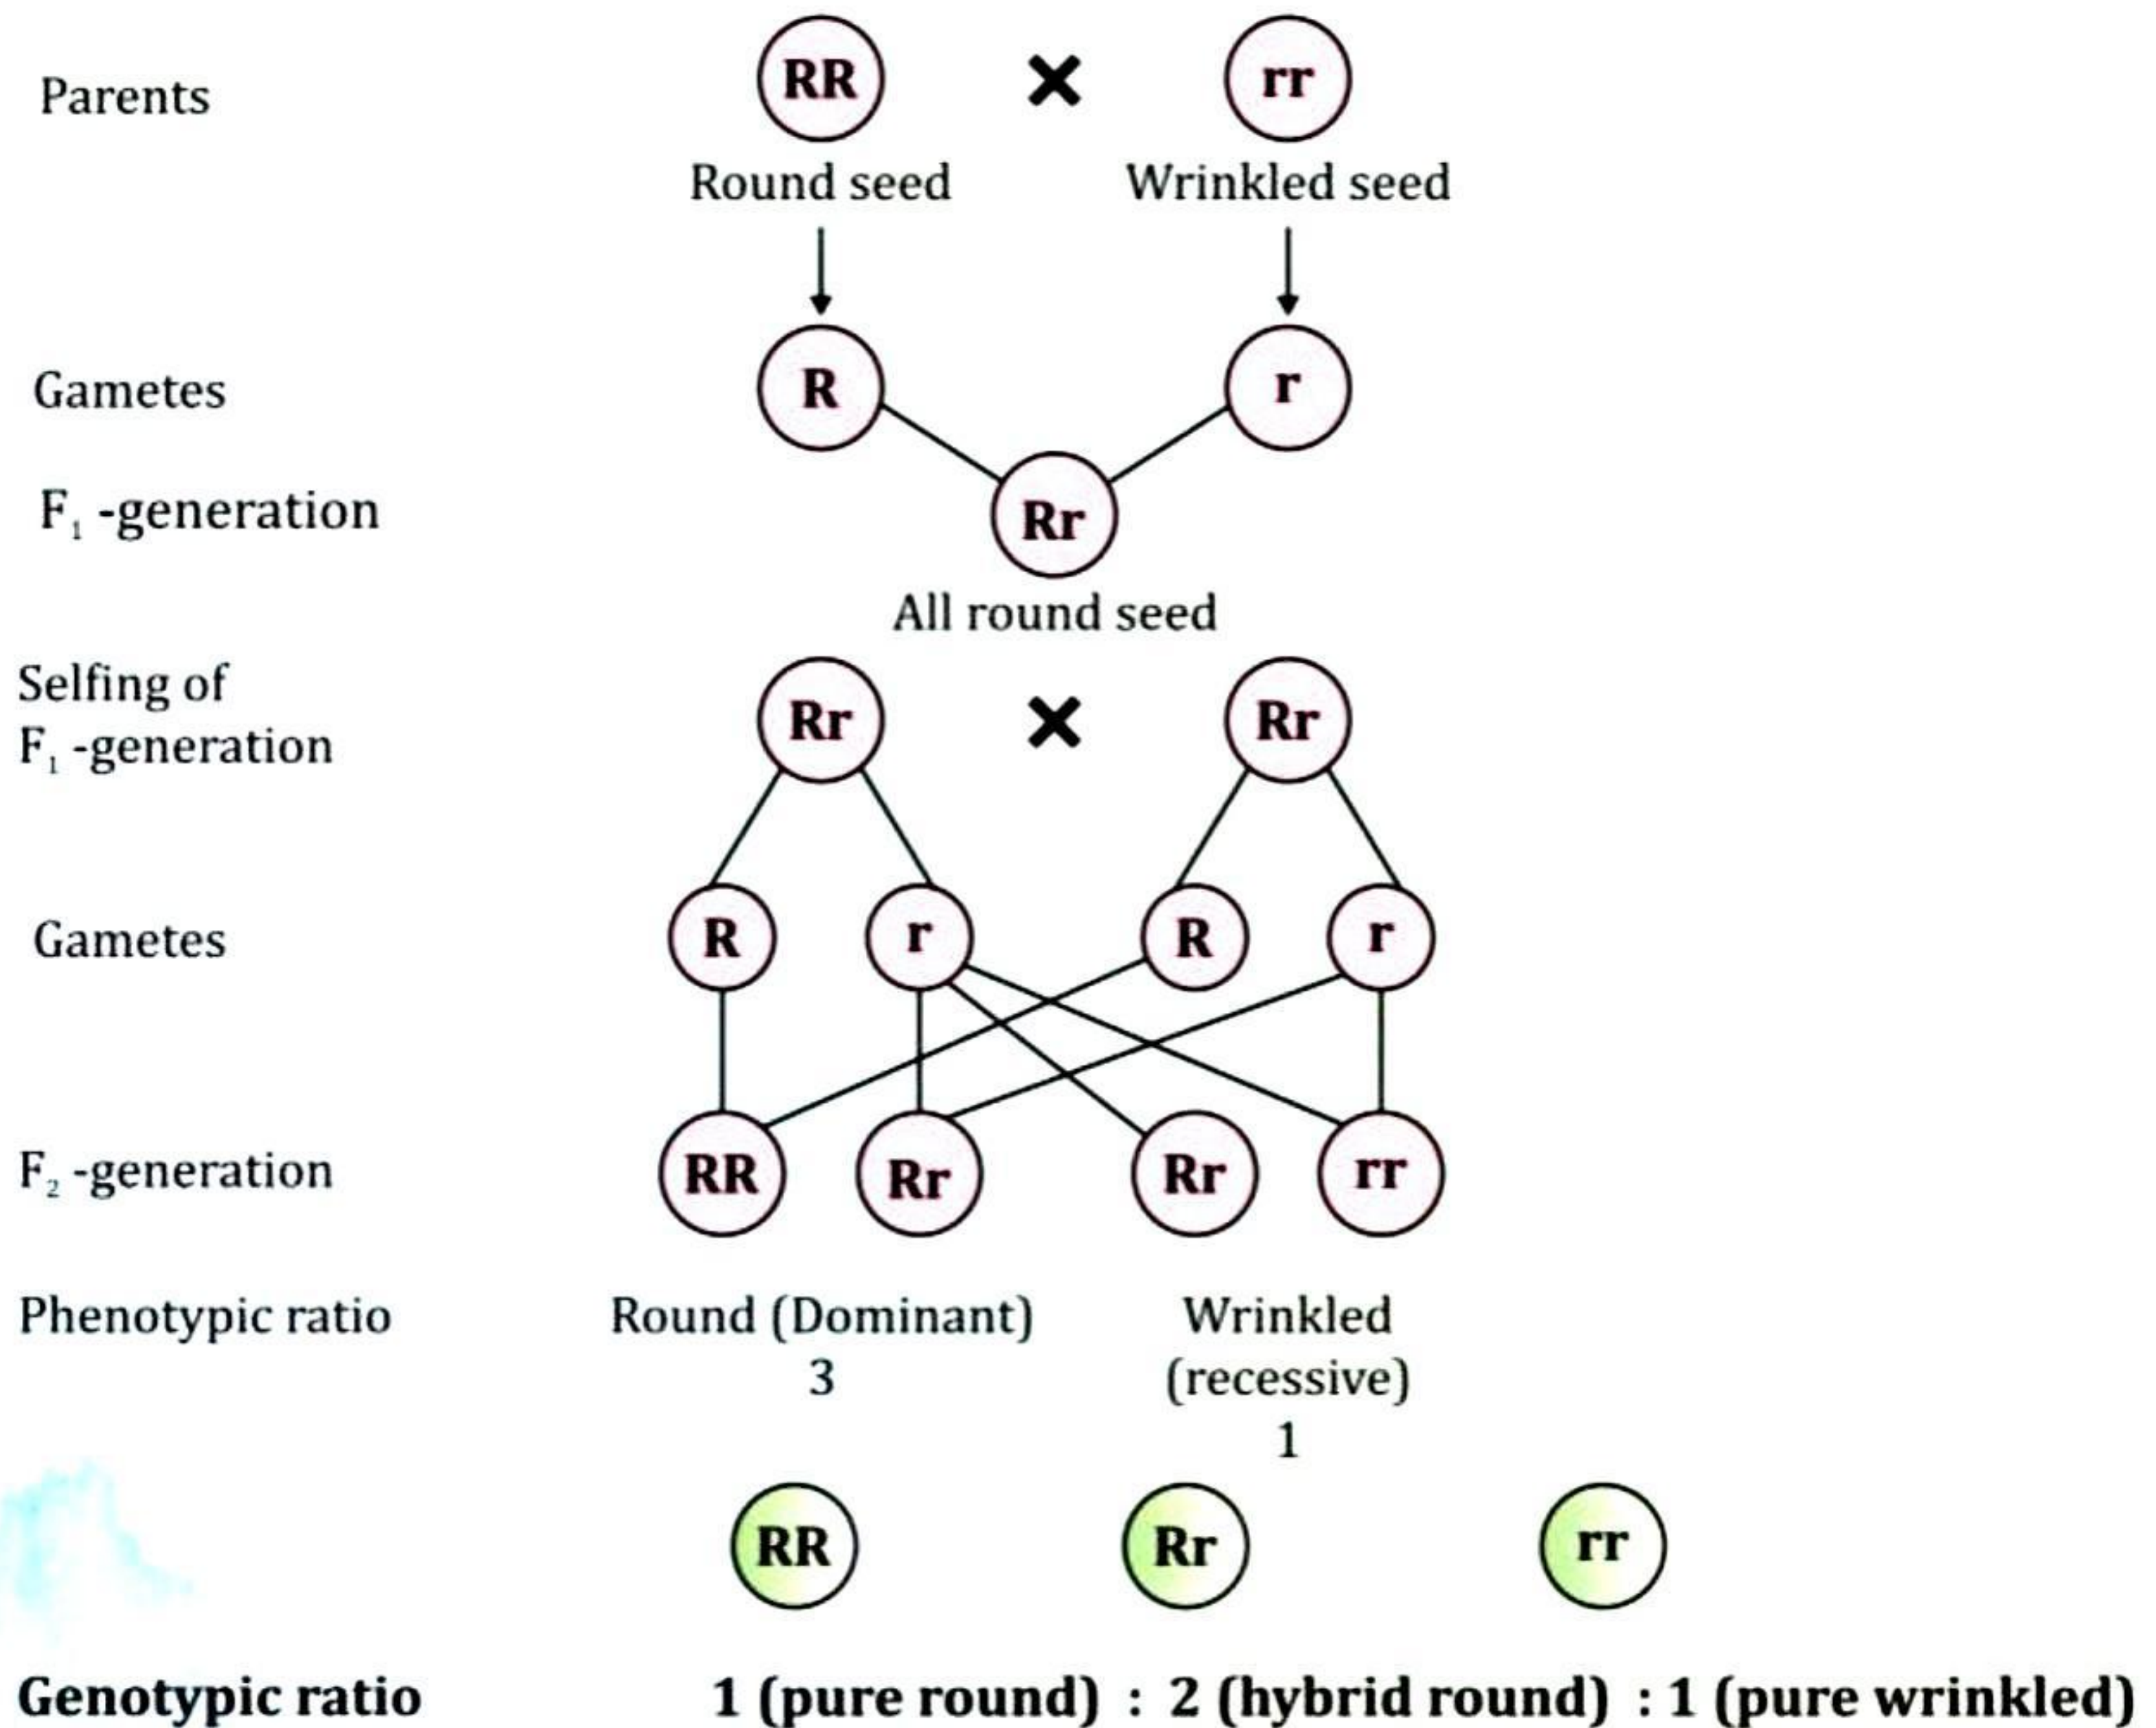 Parents
RR × rr
Round seed Wrinkled seed
Gametes
R r
F₁ -generation
Rr
All round seed
Selfing of
F₁ -generation
Rr × Rr
Gametes
R r R r
F₂ -generation
RR Rr Rr rr
Phenotypic ratio
Round (Dominant) Wrinkled
3 (recessive)
1
RR Rr rr
Genotypic ratio 1 (pure round) : 2 (hybrid round) : 1 (pure wrinkled)